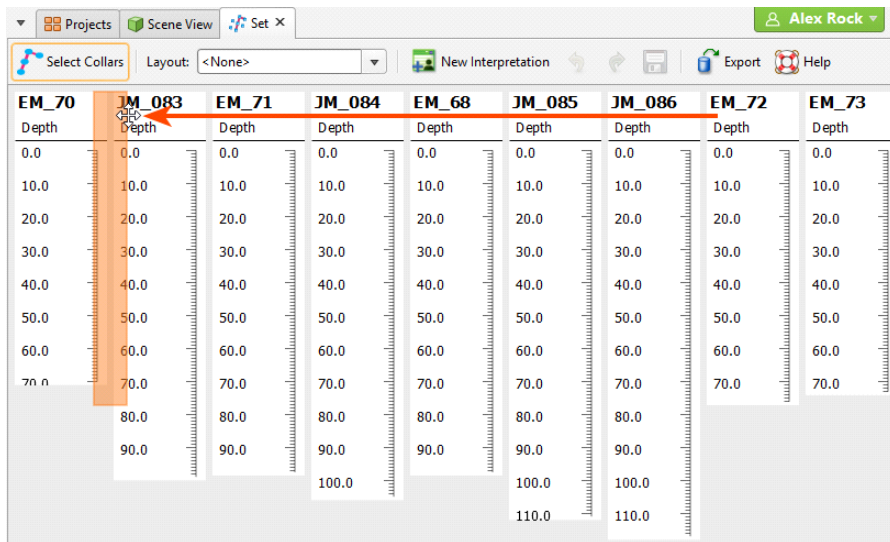 Projects Scene View Set Alex Rock
Select Collars Layout: <None> New Interpretation Export Help
EM_70 JM_083 EM_71 JM_084 EM_68 JM_085 JM_086 EM_72 EM_73
Depth Depth Depth Depth Depth Depth Depth Depth Depth
0.0 0.0 0.0 0.0 0.0 0.0 0.0 0.0 0.0
10.0 10.0 10.0 10.0 10.0 10.0 10.0 10.0 10.0
20.0 20.0 20.0 20.0 20.0 20.0 20.0 20.0 20.0
30.0 30.0 30.0 30.0 30.0 30.0 30.0 30.0 30.0
40.0 40.0 40.0 40.0 40.0 40.0 40.0 40.0 40.0
50.0 50.0 50.0 50.0 50.0 50.0 50.0 50.0 50.0
60.0 60.0 60.0 60.0 60.0 60.0 60.0 60.0 60.0
70.0 70.0 70.0 70.0 70.0 70.0 70.0 70.0 70.0
80.0 80.0 80.0 80.0 80.0 80.0
90.0 90.0 90.0 90.0 90.0 90.0
100.0 100.0 100.0
110.0 110.0